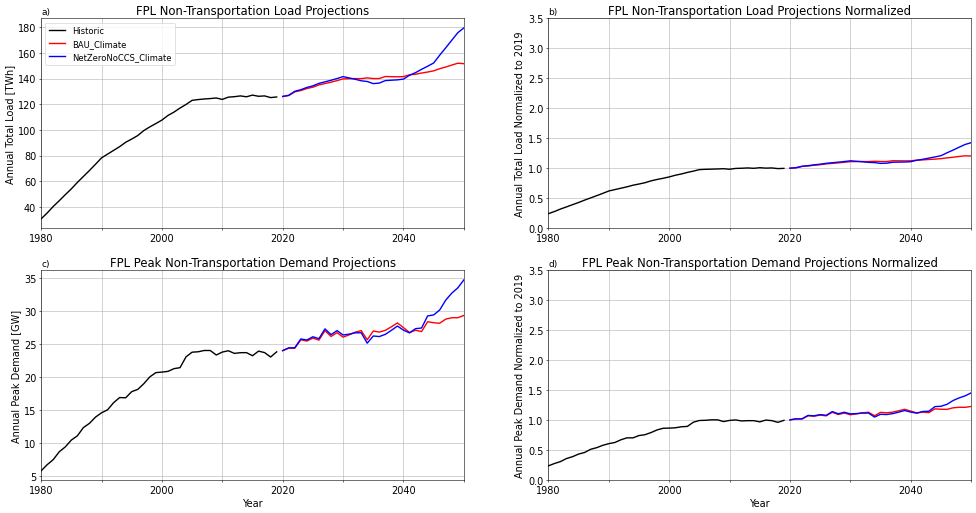 a)
FPL Non-Transportation Load Projections
Historic
BAU_Climate
NetZeroNoCCS_Climate
Annual Total Load [TWh]
180
160
140
120
100
80
60
40
1980
2000
2020
2040
b)
FPL Non-Transportation Load Projections Normalized
Annual Total Load Normalized to 2019
3.5
3.0
2.5
2.0
1.5
1.0
0.5
0.0
1980
2000
2020
2040
c)
FPL Peak Non-Transportation Demand Projections
Annual Peak Demand [GW]
35
30
25
20
15
10
5
1980
2000
2020
2040
Year
d)
FPL Peak Non-Transportation Demand Projections Normalized
Annual Peak Demand Normalized to 2019
3.5
3.0
2.5
2.0
1.5
1.0
0.5
0.0
1980
2000
2020
2040
Year